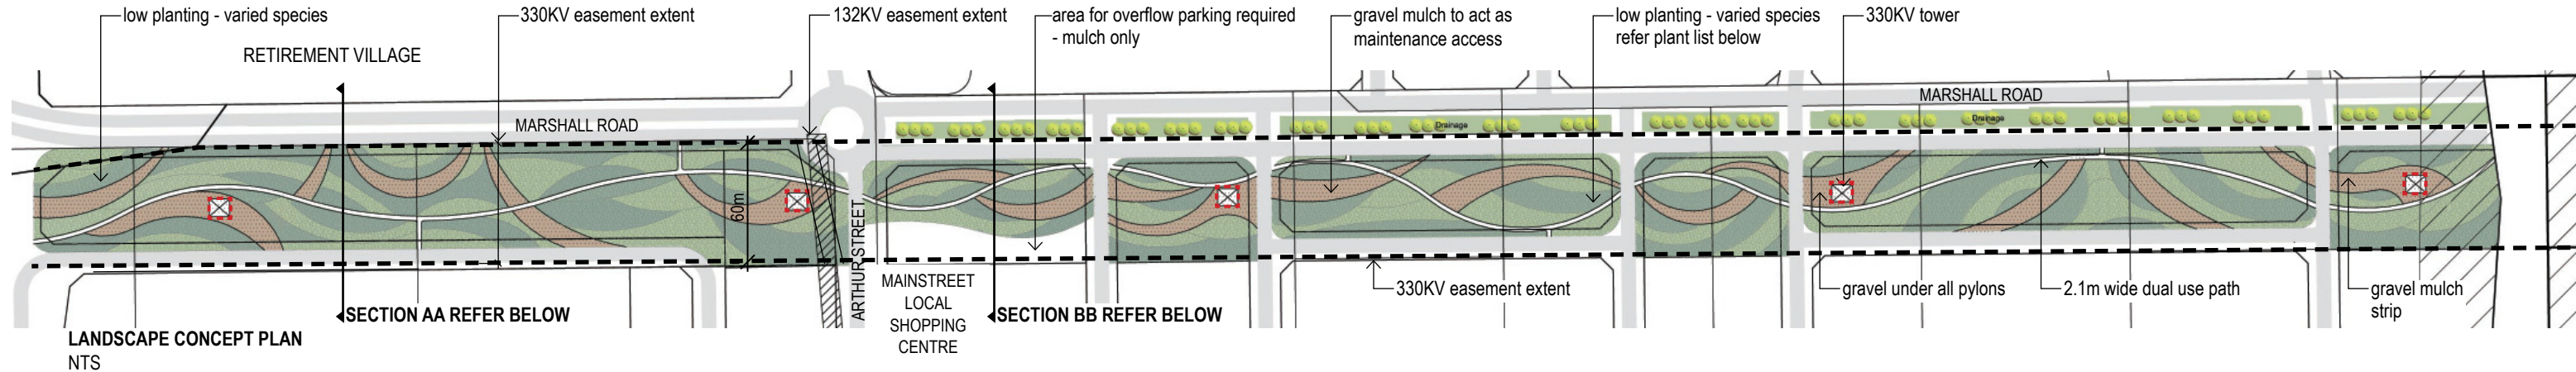 low planting - varied species
330KV easement extent
132KV easement extent
area for overflow parking required
- mulch only
gravel mulch to act as
maintenance access
low planting - varied species
refer plant list below
330KV tower
RETIREMENT VILLAGE
MARSHALL ROAD
MARSHALL ROAD
Drainage
Drainage
60m
ARTHUR STREET
MAINSTREET
LOCAL
SHOPPING
CENTRE
330KV easement extent
gravel under all pylons
2.1m wide dual use path
gravel mulch
strip
SECTION AA REFER BELOW
SECTION BB REFER BELOW
LANDSCAPE CONCEPT PLAN
NTS